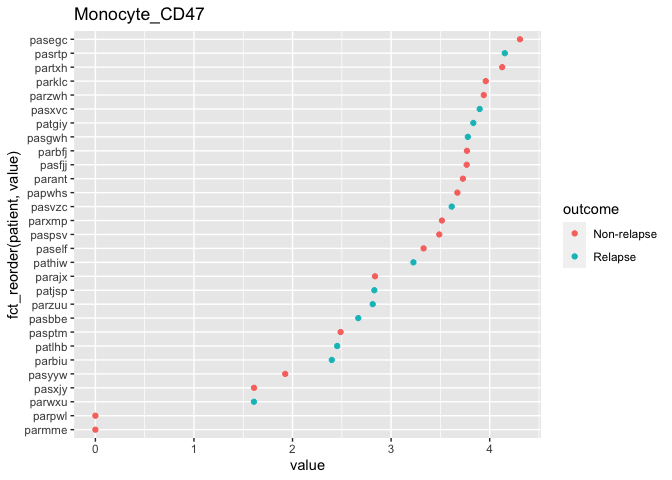 Monocyte_CD47
fct_reorder(patient, value)
pasegc
pasrtp
partxh
parklc
parzwh
pasxvc
patgiy
pasgwh
parbfj
pasfjj
parant
papwhs
pasvzc
parxmp
paspsv
paself
pathiw
parajx
patjsp
parzuu
pasbbe
pasptm
patlhb
parbiu
pasyyw
pasxjy
parwxu
parpwl
parmme
0 1 2 3 4
value
outcome
Non-relapse
Relapse